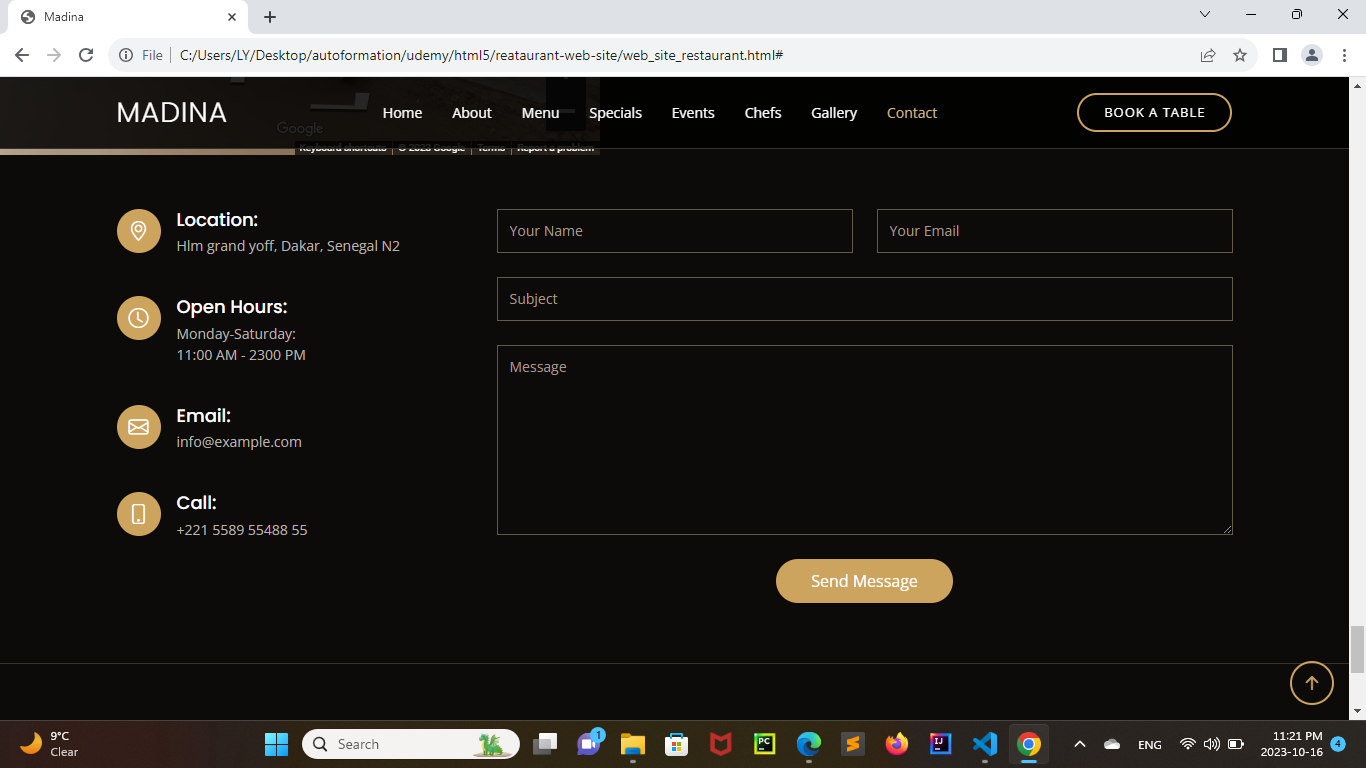 Madina
File
C:/Users/LY/Desktop/autoformation/udemy/html5/reataurant-web-site/web_site_restaurant.html#
MADINA
Home
About
Menu
Specials
Events
Chefs
Gallery
Contact
BOOK A TABLE
Google
Keyboard shortcuts
© 2023 Google
Terms
Report a problem
Location:
Hlm grand yoff, Dakar, Senegal N2
Open Hours:
Monday-Saturday:
11:00 AM - 2300 PM
Email:
info@example.com
Call:
+221 5589 55488 55
Your Name
Your Email
Subject
Message
Send Message
9°C
Clear
Search
1
PC
IJ
ENG
11:21 PM
2023-10-16
4